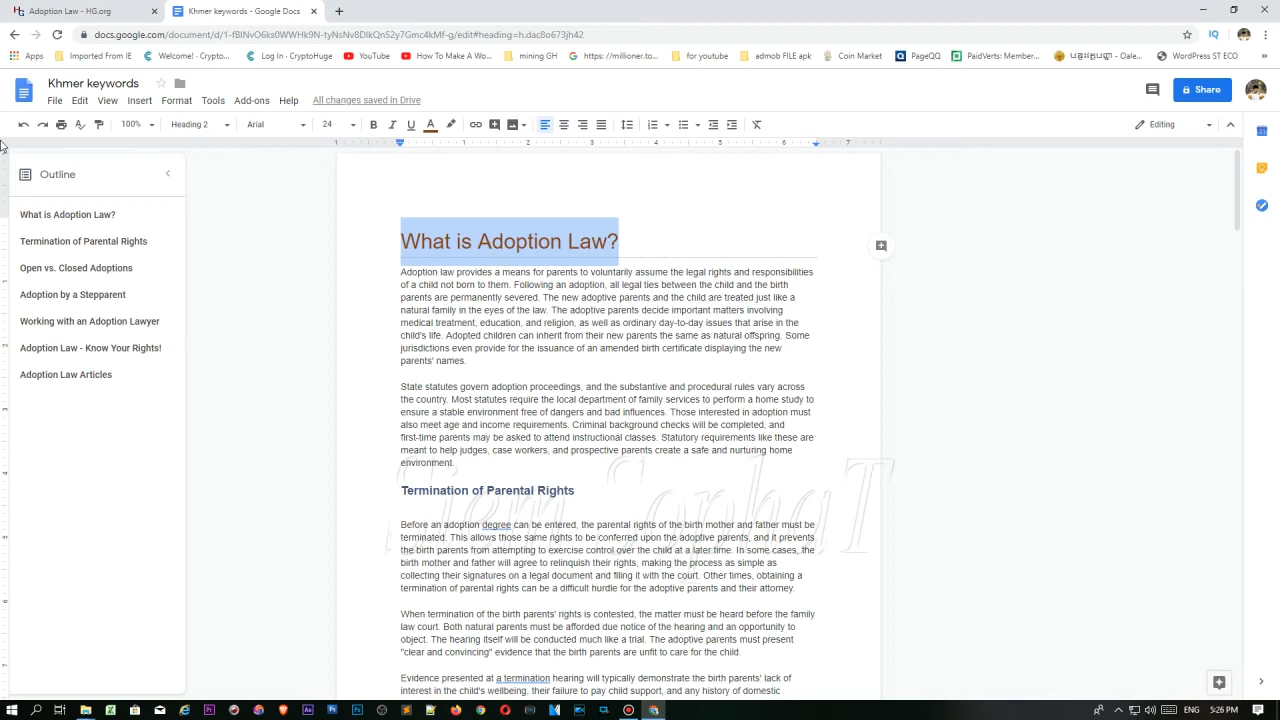 Adoption Law - HG.org
Khmer keywords - Google Docs
docs.google.com/document/d/1-fBINvO6ks0WWHk9N-tyNsNv8DlkQn52y7Gmc4kMf-g/edit#heading=h.dac8o673jh42
Apps Imported From IE Welcome! - Crypto... Log In - CryptoHuge YouTube How To Make A Wo... mining GH https://millioner.to... for youtube admob FILE apk Coin Market PageQQ PaidVerts: Member... WordPress ST ECO
Khmer keywords
File Edit View Insert Format Tools Add-ons Help All changes saved in Drive
Share
100% Heading 2 Arial 24 B I U A Editing
Outline
What is Adoption Law?
Termination of Parental Rights
Open vs. Closed Adoptions
Adoption by a Stepparent
Working with an Adoption Lawyer
Adoption Law - Know Your Rights!
Adoption Law Articles
What is Adoption Law?
Adoption law provides a means for parents to voluntarily assume the legal rights and responsibilities
of a child not born to them. Following an adoption, all legal ties between the child and the birth
parents are permanently severed. The new adoptive parents and the child are treated just like a
natural family in the eyes of the law. The adoptive parents decide important matters involving
medical treatment, education, and religion, as well as ordinary day-to-day issues that arise in the
child's life. Adopted children can inherit from their new parents the same as natural offspring. Some
jurisdictions even provide for the issuance of an amended birth certificate displaying the new
parents' names.
State statutes govern adoption proceedings, and the substantive and procedural rules vary across
the country. Most statutes require the local department of family services to perform a home study to
ensure a stable environment free of dangers and bad influences. Those interested in adoption must
also meet age and income requirements. Criminal background checks will be completed, and
first-time parents may be asked to attend instructional classes. Statutory requirements like these are
meant to help judges, case workers, and prospective parents create a safe and nurturing home
environment.
Termination of Parental Rights
Before an adoption degree can be entered, the parental rights of the birth mother and father must be
terminated. This allows those same rights to be conferred upon the adoptive parents, and it prevents
the birth parents from attempting to exercise control over the child at a later time. In some cases, the
birth mother and father will agree to relinquish their rights, making the process as simple as
collecting their signatures on a legal document and filing it with the court. Other times, obtaining a
termination of parental rights can be a difficult hurdle for the adoptive parents and their attorney.
When termination of the birth parents' rights is contested, the matter must be heard before the family
law court. Both natural parents must be afforded due notice of the hearing and an opportunity to
object. The hearing itself will be conducted much like a trial. The adoptive parents must present
"clear and convincing" evidence that the birth parents are unfit to care for the child.
Evidence presented at a termination hearing will typically demonstrate the birth parents' lack of
interest in the child's wellbeing, their failure to pay child support, and any history of domestic
ENG 5:26 PM